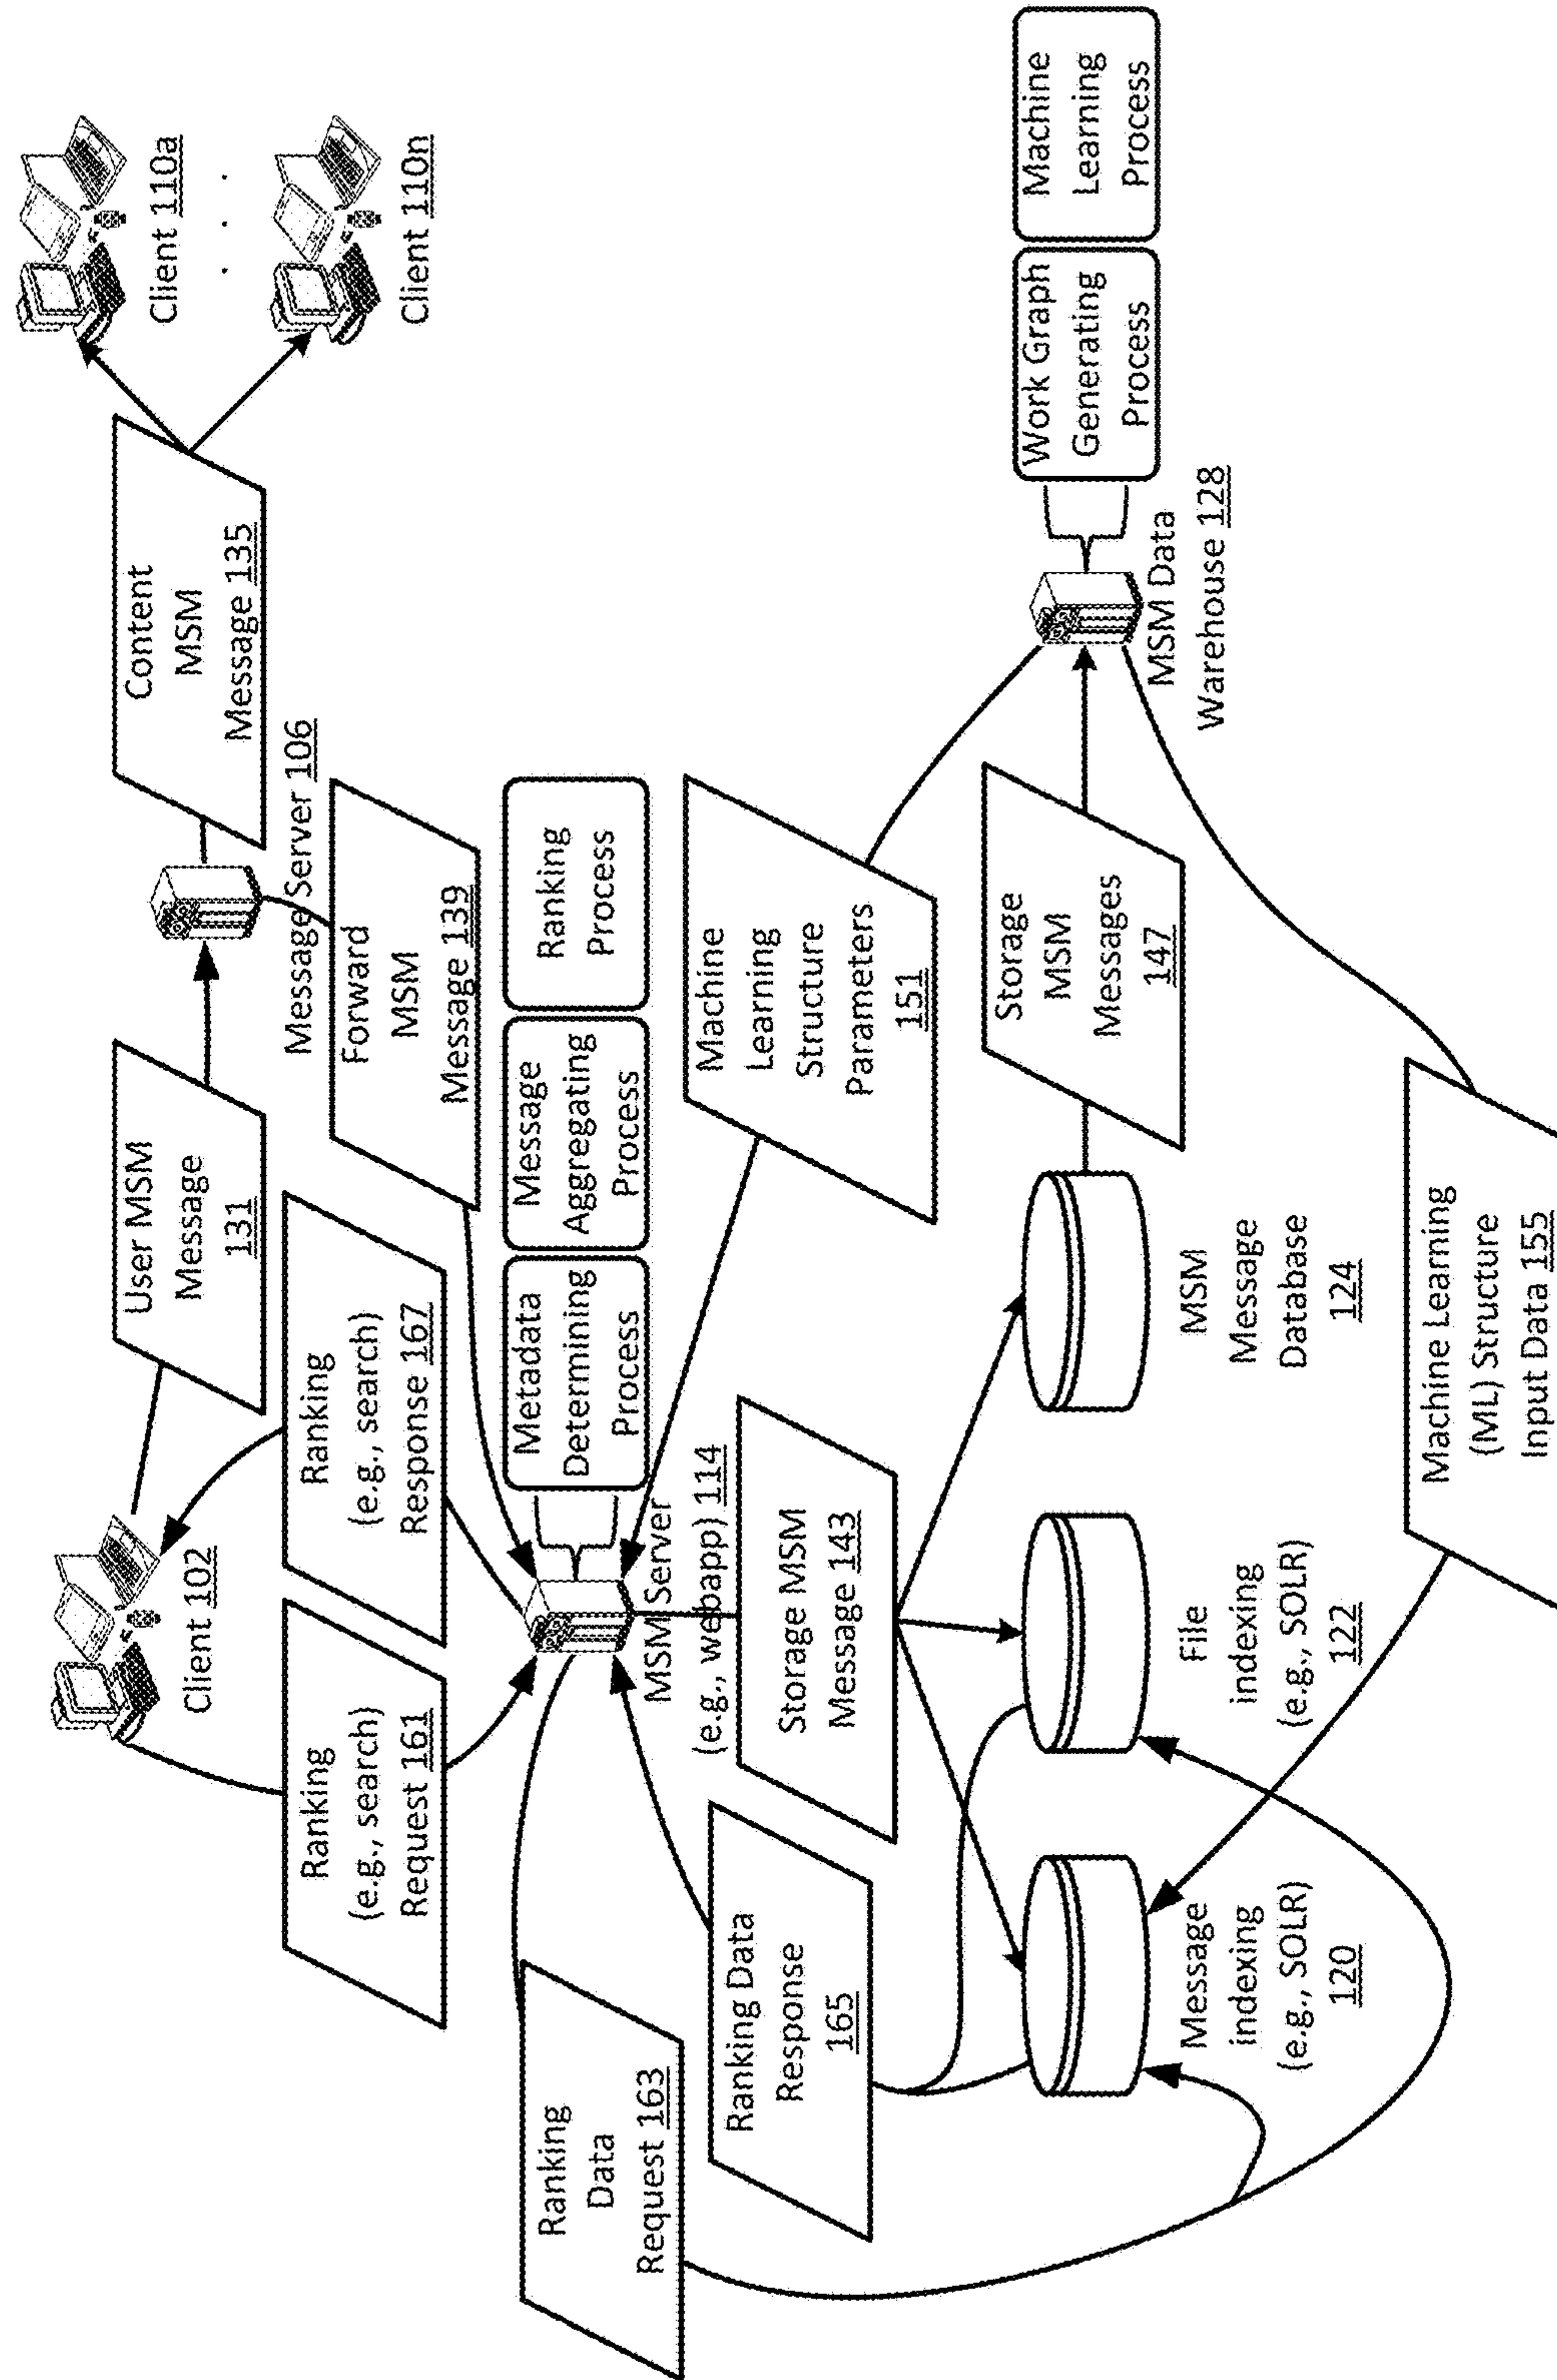 Client 102
User MSM
Message
131
Message Server 106
Content
MSM
Message 135
Client 110a
. . .
Client 110n
Ranking
(e.g., search)
Request 161
Ranking
(e.g., search)
Response 167
Forward
MSM
Message 139
Ranking
Data
Request 163
MSM Server
(e.g., webapp) 114
Metadata
Determining
Process
Message
Aggregating
Process
Ranking
Process
Ranking Data
Response
165
Storage MSM
Message 143
Machine
Learning
Structure
Parameters
151
Message
indexing
(e.g., SOLR)
120
File
indexing
(e.g., SOLR)
122
MSM
Message
Database
124
Storage
MSM
Messages
147
MSM Data
Warehouse 128
Work Graph
Generating
Process
Machine
Learning
Process
Machine Learning
(ML) Structure
Input Data 155